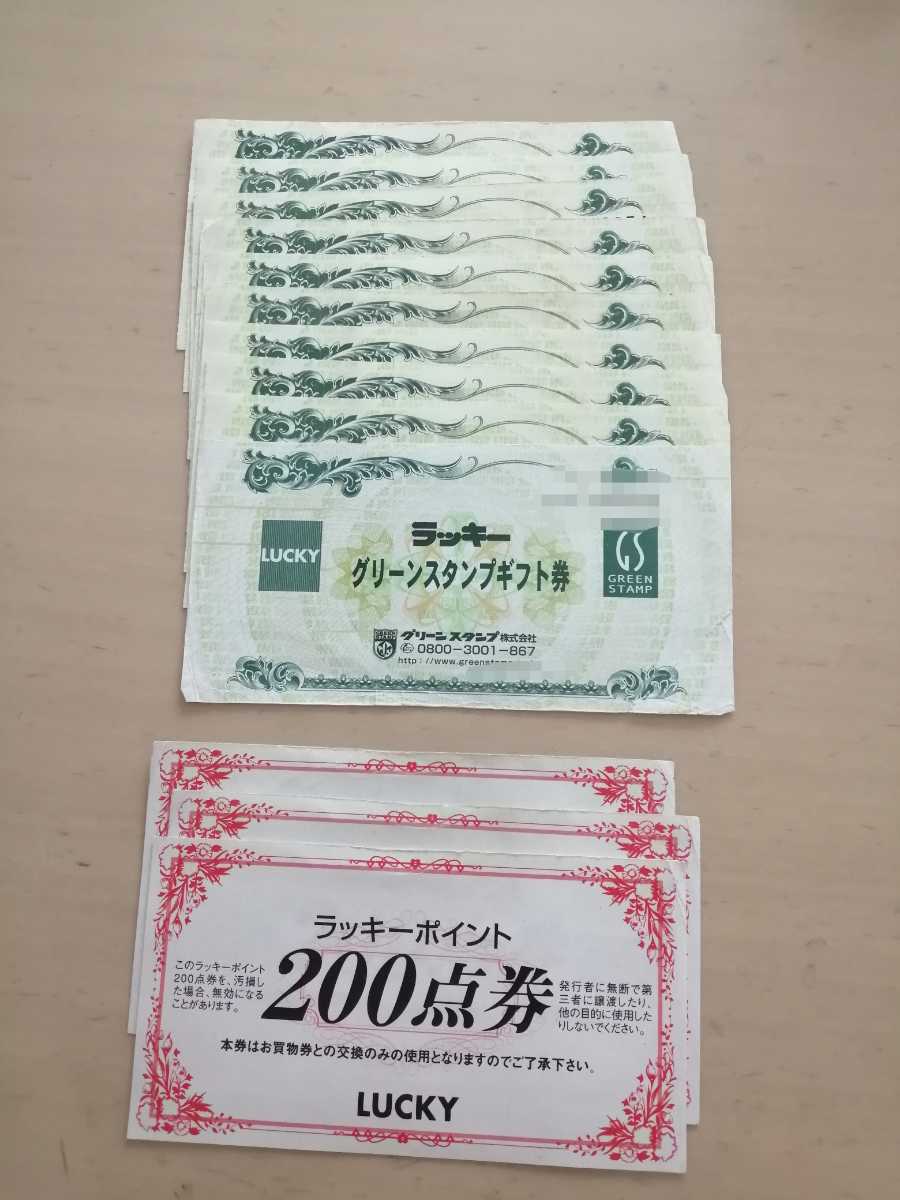 LUCKY
ラッキー
グリーンスタンプギフト券
GS
GREEN
STAMP
グリーンスタンプ株式会社
0800-3001-867
http://www.greenstam
ラッキーポイント
200点券
このラッキーポイント
200点券を、汚損し
た場合、無効になる
ことがあります。
発行者に無断で第
三者に譲渡したり、
他の目的に使用した
りしないでください。
本券はお買物券との交換のみの使用となりますのでご了承下さい。
LUCKY